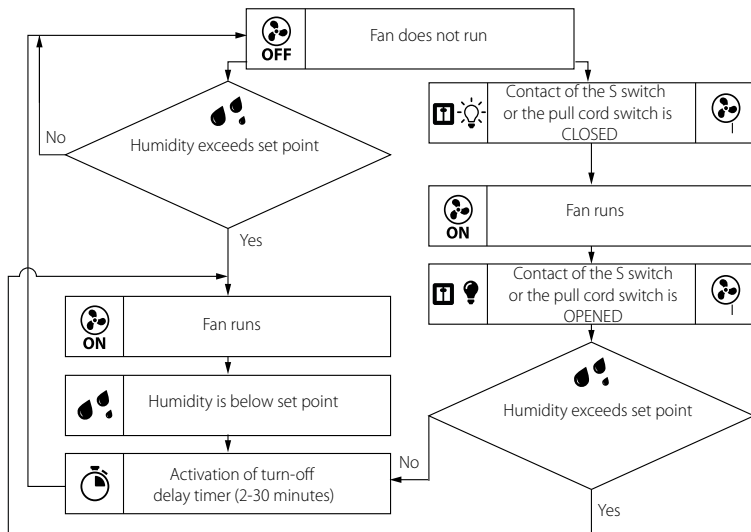 OFF
Fan does not run
No
Humidity exceeds set point
Yes
ON
Fan runs
Humidity is below set point
Activation of turn-off
delay timer (2-30 minutes)
Contact of the S switch
or the pull cord switch is
CLOSED
ON
Fan runs
Contact of the S switch
or the pull cord switch is
OPENED
Humidity exceeds set point
No
Yes